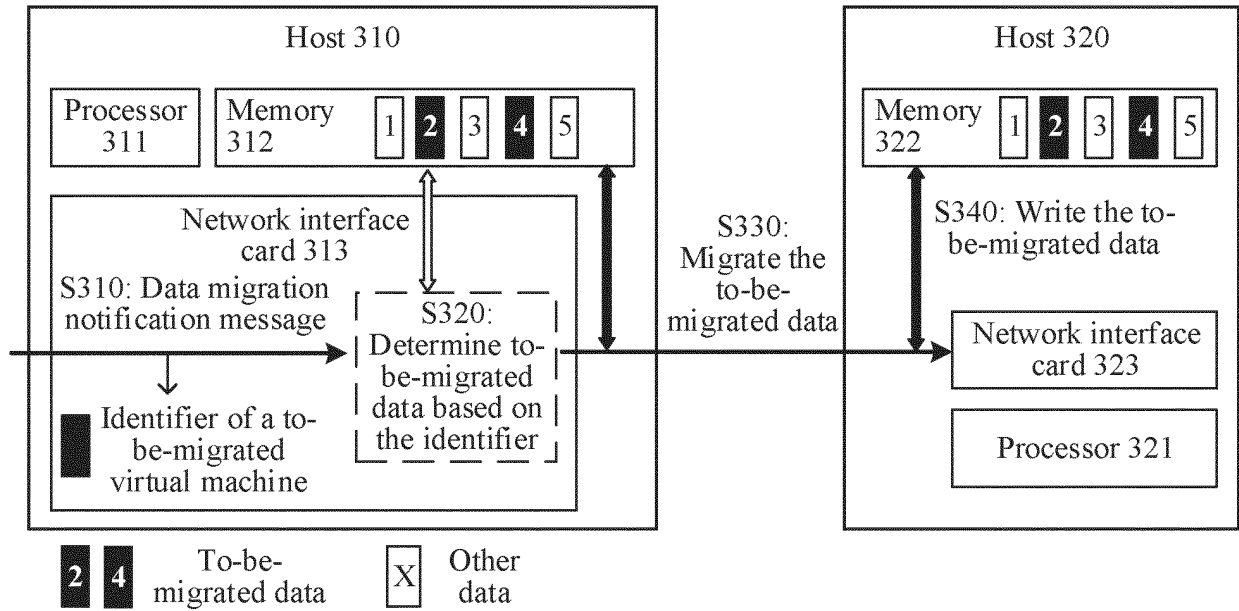 Host 310
Processor
311
Memory
312
1 2 3 4 5
Network interface
card 313
S310: Data migration
notification message
S320:
Determine to-
be-migrated
data based on
the identifier
Identifier of a to-
be-migrated
virtual machine
S330:
Migrate the
to-be-
migrated data
Host 320
Memory
322
1 2 3 4 5
S340: Write the to-
be-migrated data
Network interface
card 323
Processor 321
2 4 To-be-
migrated data
X Other
data